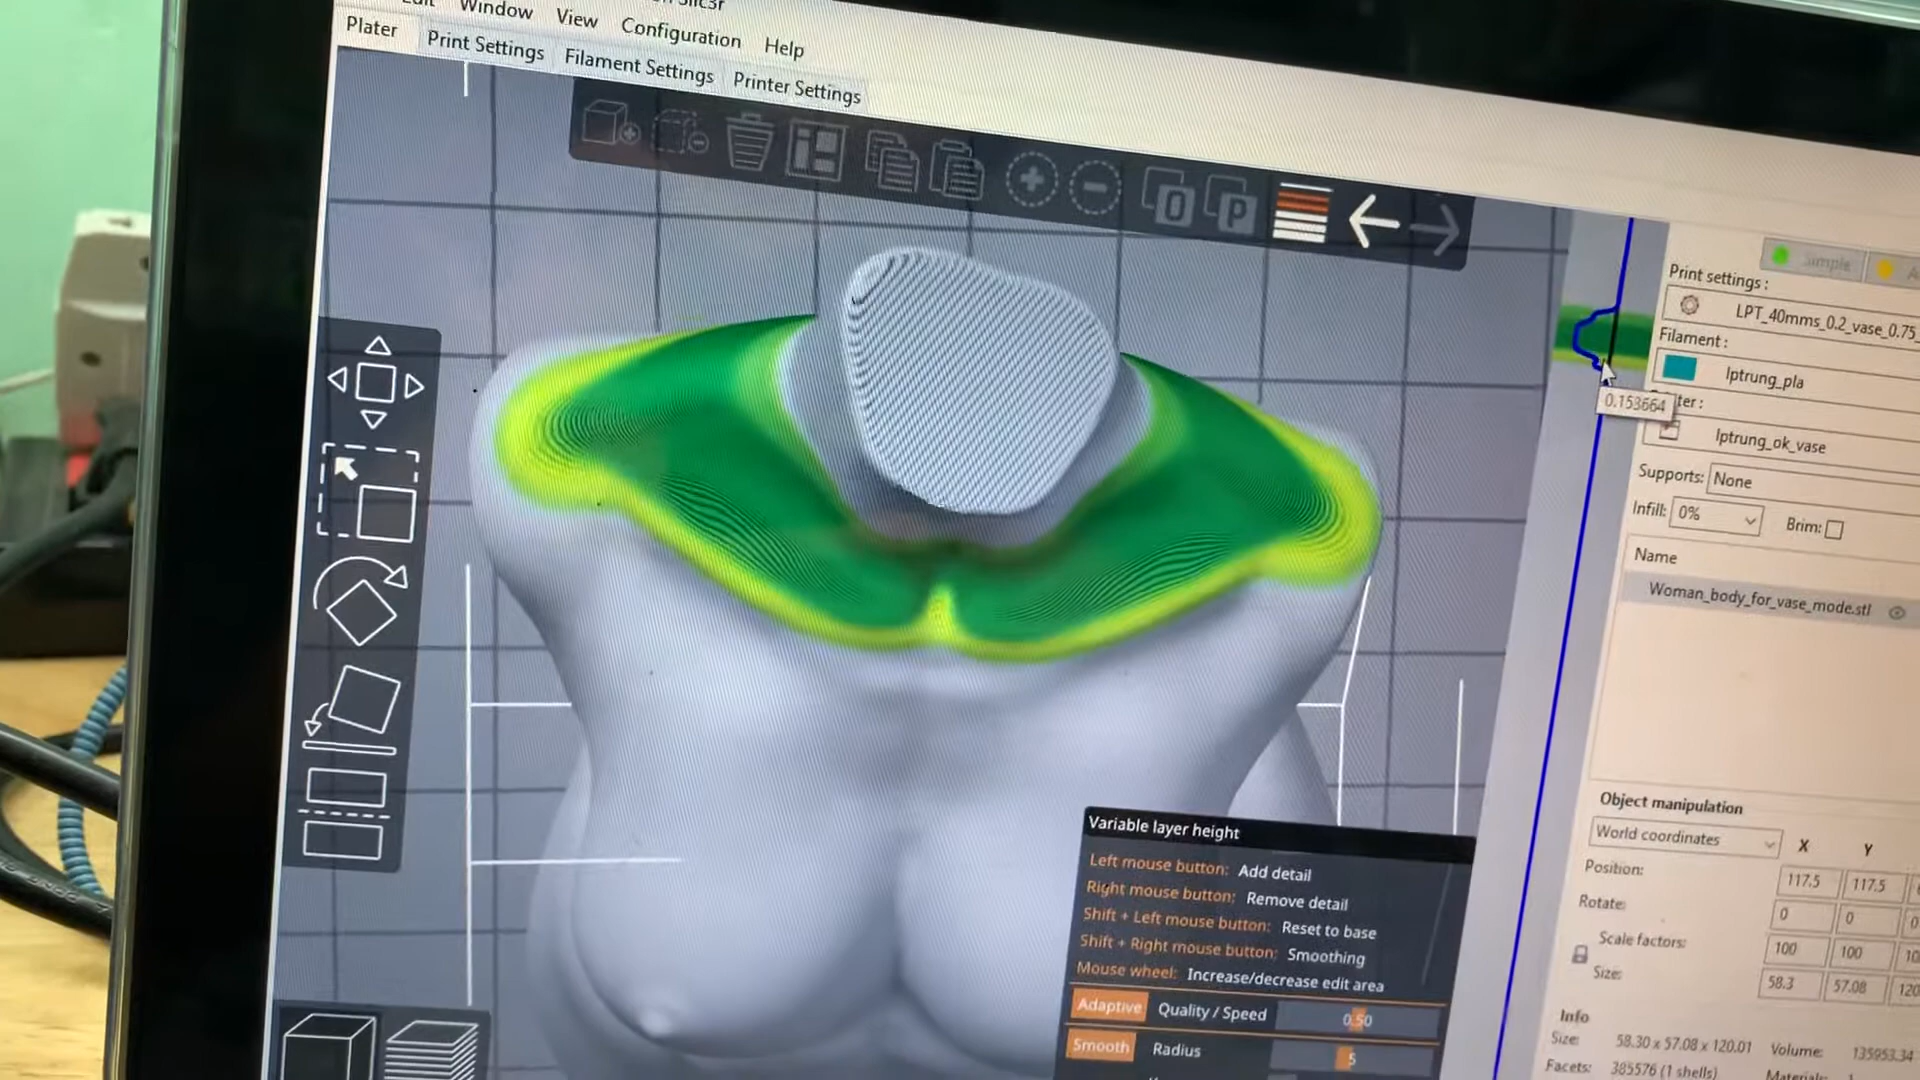 Window View Configuration Help
Plater Print Settings Filament Settings Printer Settings
Simple
Print settings :
LPT_40mms_0.2_vase_0.75
Filament :
lptrung_pla
0.153664
lptrung_ok_vase
Supports: None
Infill: 0% Brim:
Name
Woman_body_for_vase_mode.stl
Object manipulation
World coordinates X Y
Position: 117.5 117.5
Rotate: 0 0
Scale factors: 100 100
Size: 58.3 57.08
Info
Size: 58.30 x 57.08 x 120.01 Volume: 135953.34
Facets: 385576 (1 shells)
Variable layer height
Left mouse button: Add detail
Right mouse button: Remove detail
Shift + Left mouse button: Reset to base
Shift + Right mouse button: Smoothing
Mouse wheel: Increase/decrease edit area
Adaptive Quality / Speed 0.50
Smooth Radius 5